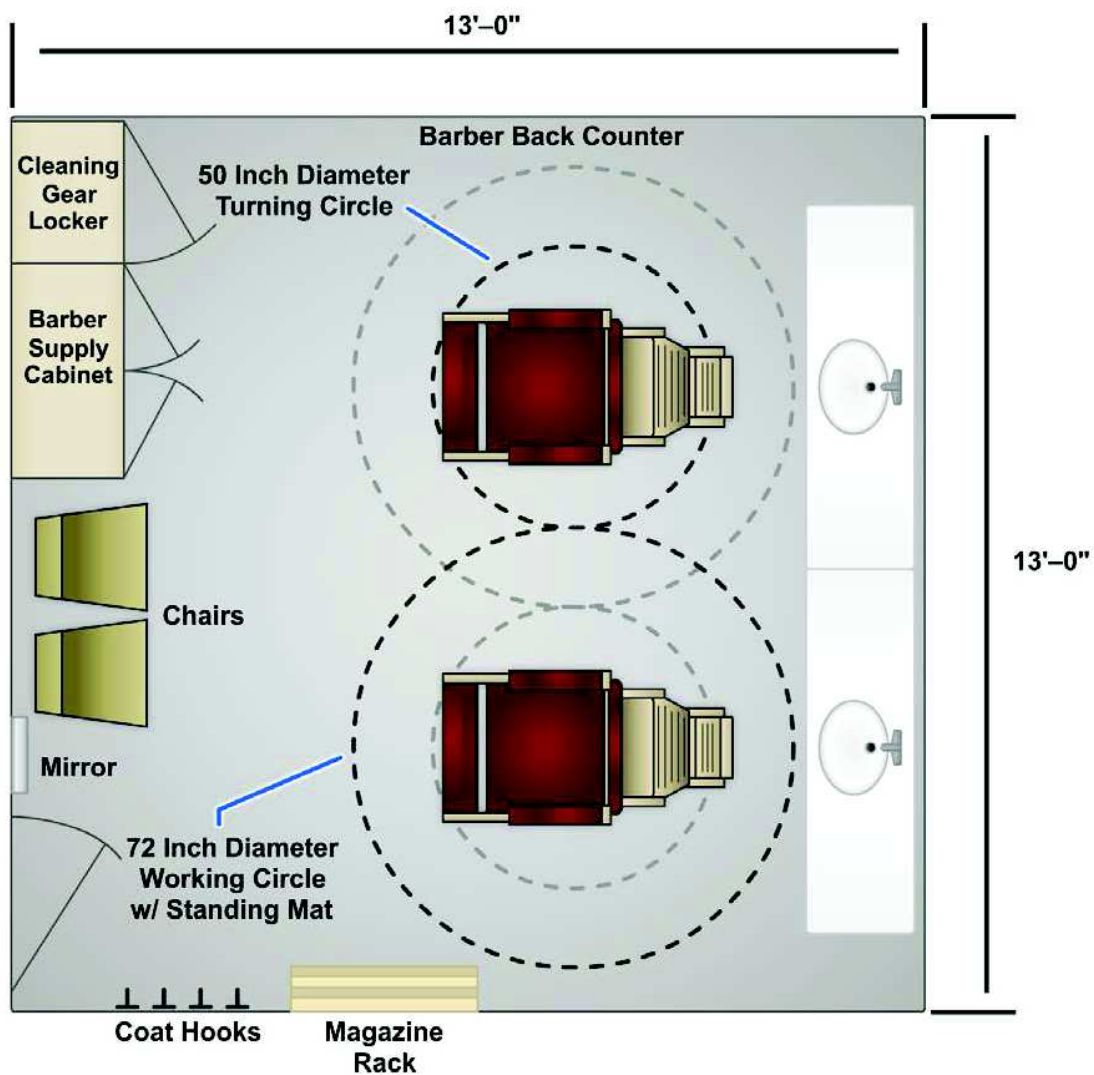 13'–0"
Barber Back Counter
Cleaning
Gear
Locker
50 Inch Diameter
Turning Circle
Barber
Supply
Cabinet
13'–0"
Chairs
Mirror
72 Inch Diameter
Working Circle
w/ Standing Mat
Coat Hooks
Magazine
Rack